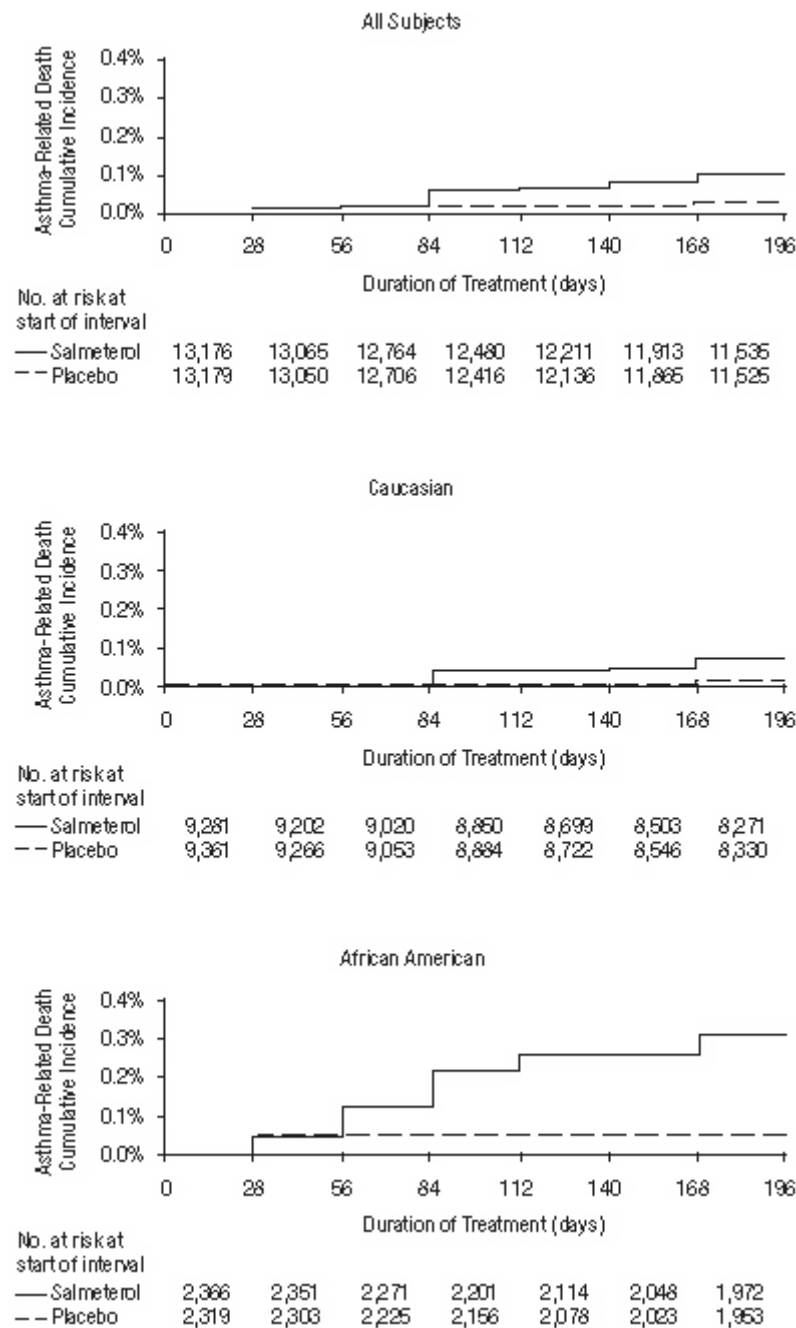 All Subjects
Asthma-Related Death
Cumulative Incidence
0.4%
0.3%
0.2%
0.1%
0.0%
0 28 56 84 112 140 168 196
Duration of Treatment (days)
No. at risk at
start of interval
Salmeterol 13,176 13,065 12,764 12,480 12,211 11,913 11,535
Placebo 13,179 13,050 12,706 12,416 12,136 11,865 11,525
Caucasian
Asthma-Related Death
Cumulative Incidence
0.4%
0.3%
0.2%
0.1%
0.0%
0 28 56 84 112 140 168 196
Duration of Treatment (days)
No. at risk at
start of interval
Salmeterol 9,281 9,202 9,020 8,850 8,699 8,503 8,271
Placebo 9,361 9,266 9,053 8,884 8,722 8,546 8,330
African American
Asthma-Related Death
Cumulative Incidence
0.4%
0.3%
0.2%
0.1%
0.0%
0 28 56 84 112 140 168 196
Duration of Treatment (days)
No. at risk at
start of interval
Salmeterol 2,366 2,351 2,271 2,201 2,114 2,048 1,972
Placebo 2,319 2,303 2,225 2,156 2,078 2,023 1,953